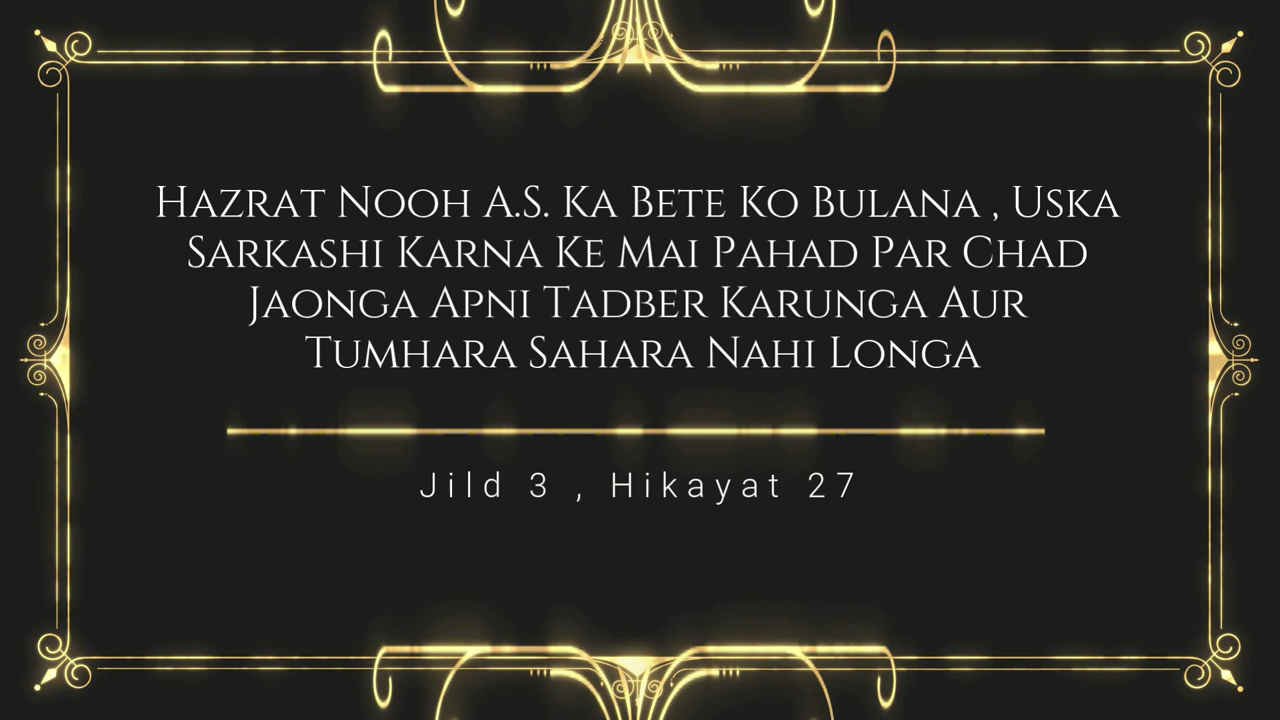 Hazrat Nooh A.S. Ka Bete Ko Bulana , Uska
Sarkashi Karna Ke Mai Pahad Par Chad
Jaonga Apni Tadber Karunga Aur
Tumhara Sahara Nahi Longa
Jild 3 , Hikayat 27